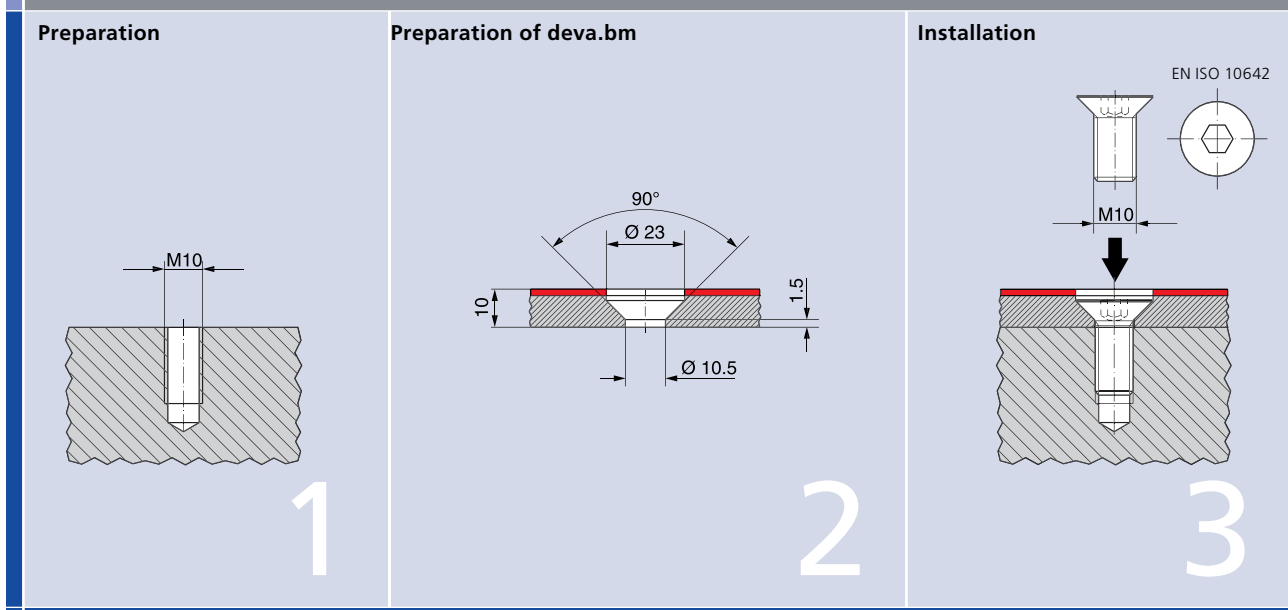 Preparation
M10
1
Preparation of deva.bm
90°
Ø 23
10
1.5
Ø 10.5
2
Installation
EN ISO 10642
M10
3